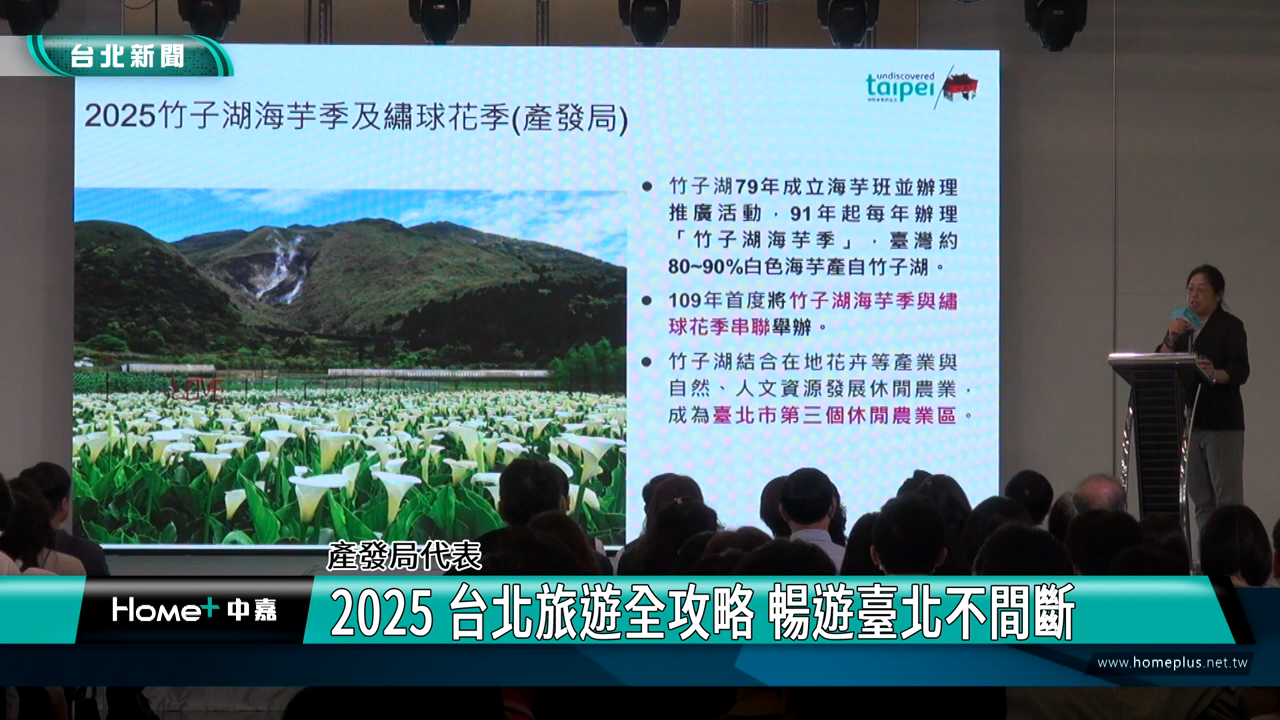 台北新聞
undiscovered
taipei
2025竹子湖海芋季及繡球花季(產發局)
竹子湖79年成立海芋班並辦理
推廣活動，91年起每年辦理
「竹子湖海芋季」，臺灣約
80~90%白色海芋產自竹子湖。
109年首度將竹子湖海芋季與繡
球花季串聯舉辦。
竹子湖結合在地花卉等產業與
自然、人文資源發展休閒農業，
成為臺北市第三個休閒農業區。
LOVE
產發局代表
Home+中嘉
2025 台北旅遊全攻略 暢遊臺北不間斷
www.homeplus.net.tw